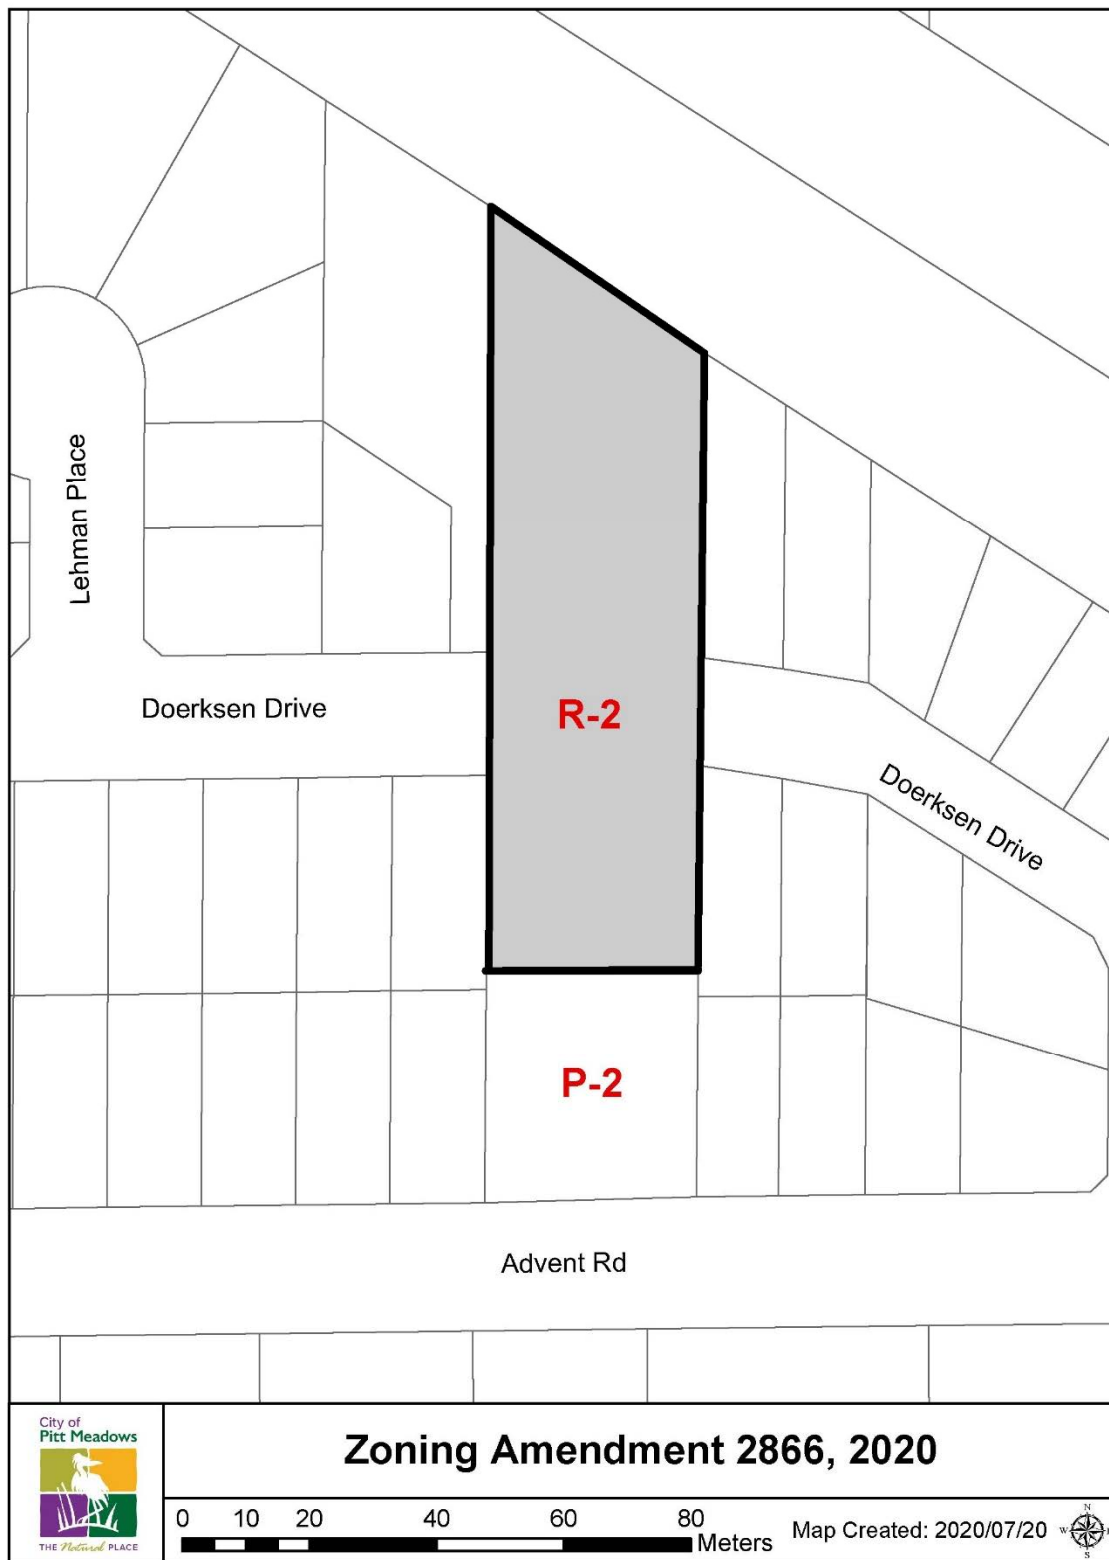 Lehman Place
Doerksen Drive
R-2
Doerksen Drive
P-2
Advent Rd
City of
Pitt Meadows
THE Natural PLACE
Zoning Amendment 2866, 2020
0 10 20 40 60 80
Meters
Map Created: 2020/07/20
N
W E
S